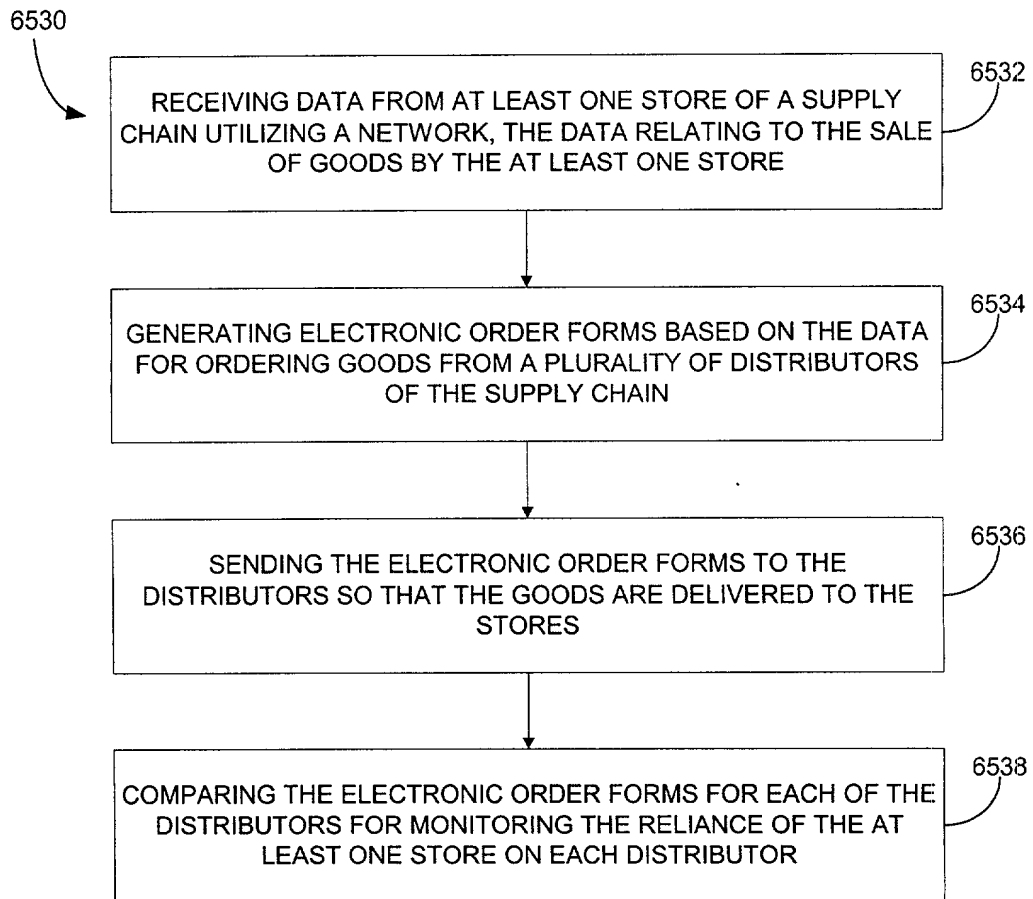 6530
6532
RECEIVING DATA FROM AT LEAST ONE STORE OF A SUPPLY
CHAIN UTILIZING A NETWORK, THE DATA RELATING TO THE SALE
OF GOODS BY THE AT LEAST ONE STORE
6534
GENERATING ELECTRONIC ORDER FORMS BASED ON THE DATA
FOR ORDERING GOODS FROM A PLURALITY OF DISTRIBUTORS
OF THE SUPPLY CHAIN
6536
SENDING THE ELECTRONIC ORDER FORMS TO THE
DISTRIBUTORS SO THAT THE GOODS ARE DELIVERED TO THE
STORES
6538
COMPARING THE ELECTRONIC ORDER FORMS FOR EACH OF THE
DISTRIBUTORS FOR MONITORING THE RELIANCE OF THE AT
LEAST ONE STORE ON EACH DISTRIBUTOR